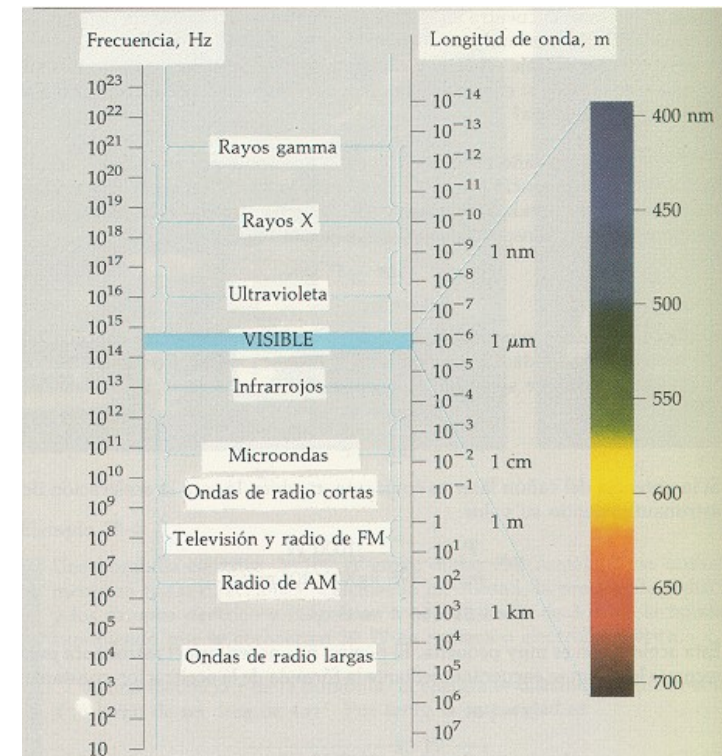 Frecuencia, Hz
Longitud de onda, m
10²³
10²²
10²¹
10²⁰
10¹⁹
10¹⁸
10¹⁷
10¹⁶
10¹⁵
10¹⁴
10¹³
10¹²
10¹¹
10¹⁰
10⁹
10⁸
10⁷
10⁶
10⁵
10⁴
10³
10²
10
Rayos gamma
Rayos X
Ultravioleta
VISIBLE
Infrarrojos
Microondas
Ondas de radio cortas
Televisión y radio de FM
Radio de AM
Ondas de radio largas
10⁻¹⁴
10⁻¹³
10⁻¹²
10⁻¹¹
10⁻¹⁰
10⁻⁹ 1 nm
10⁻⁸
10⁻⁷
10⁻⁶ 1 μm
10⁻⁵
10⁻⁴
10⁻³
10⁻² 1 cm
10⁻¹
1 1 m
10¹
10²
10³ 1 km
10⁴
10⁵
10⁶
10⁷
400 nm
450
500
550
600
650
700